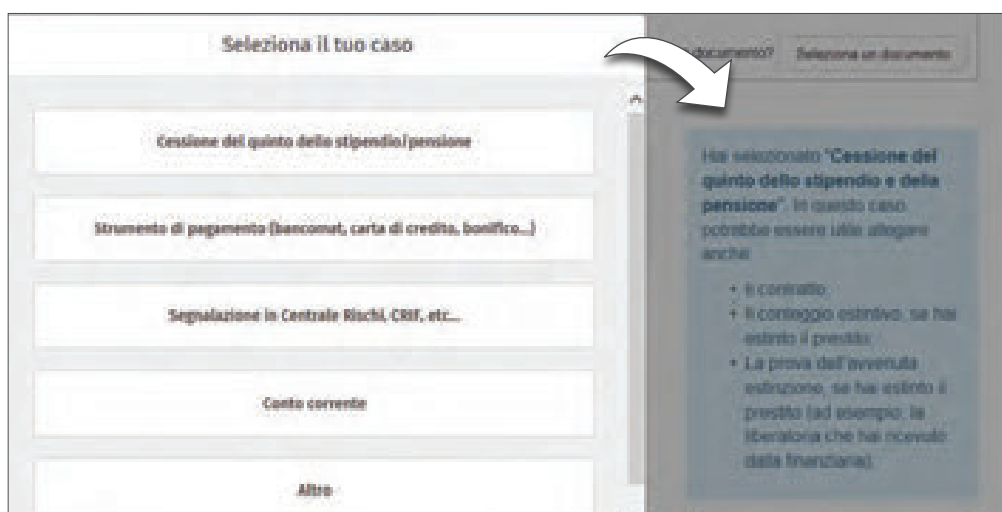 Seleziona il tuo caso
Cessione del quinto dello stipendio/pensione
Strumento di pagamento (bancomat, carta di credito, bonifico...)
Segnalazione in Centrale Rischi, CRIF, etc...
Conto corrente
Altro
documento? Seleziona un documento
Hai selezionato "Cessione del
quinto dello stipendio e della
pensione". In questo caso
potrebbe essere utile allegare
anche:
• Il contratto;
• Il conteggio estintivo, se hai
estinto il prestito;
• La prova dell'avvenuta
estinzione, se hai estinto il
prestito (ad esempio, la
liberatoria che hai ricevuto
dalla finanziaria).